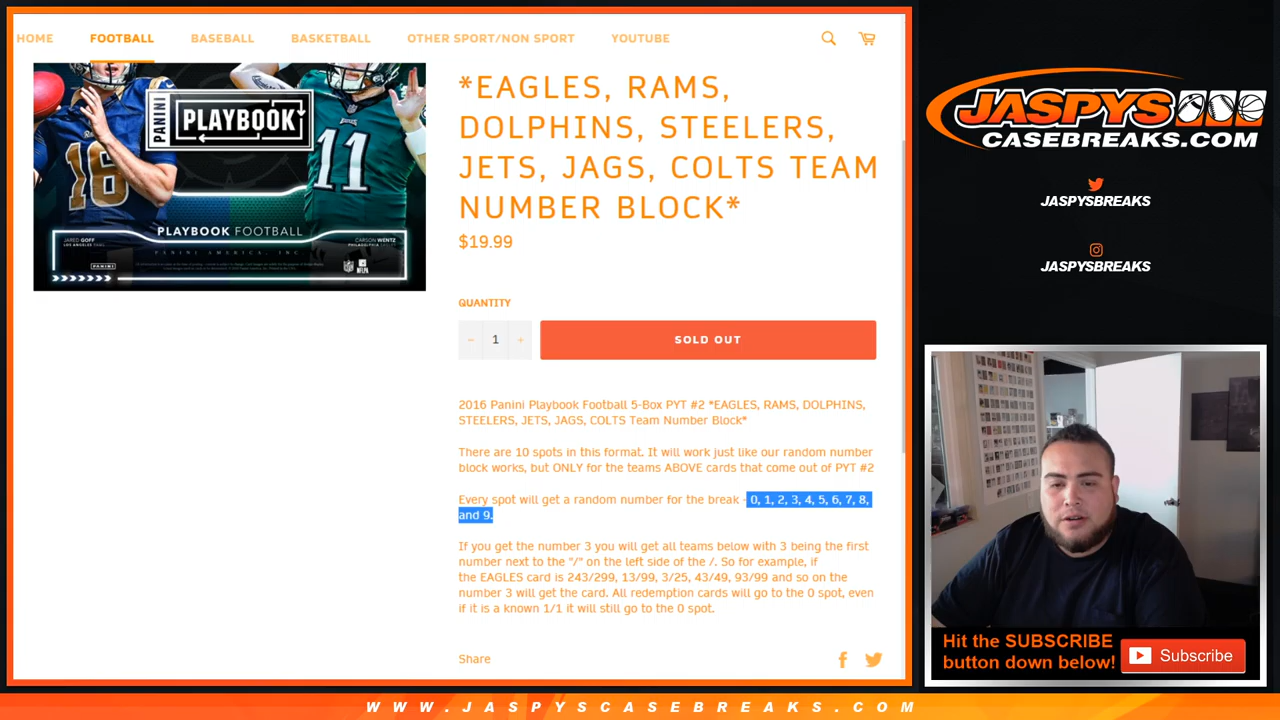 HOME FOOTBALL BASEBALL BASKETBALL OTHER SPORT/NON SPORT YOUTUBE
PANINI
PLAYBOOK
16
11
PLAYBOOK FOOTBALL
JARED GOFF
CARSON WENTZ
PANINI
*EAGLES, RAMS,
DOLPHINS, STEELERS,
JETS, JAGS, COLTS TEAM
NUMBER BLOCK*
$19.99
QUANTITY
− 1 +
SOLD OUT
2016 Panini Playbook Football 5-Box PYT #2 *EAGLES, RAMS, DOLPHINS,
STEELERS, JETS, JAGS, COLTS Team Number Block*
There are 10 spots in this format. It will work just like our random number
block works, but ONLY for the teams ABOVE cards that come out of PYT #2
Every spot will get a random number for the break - 0, 1, 2, 3, 4, 5, 6, 7, 8,
and 9.
If you get the number 3 you will get all teams below with 3 being the first
number next to the "/" on the left side of the /. So for example, if
the EAGLES card is 243/299, 13/99, 3/25, 43/49, 93/99 and so on the
number 3 will get the card. All redemption cards will go to the 0 spot, even
if it is a known 1/1 it will still go to the 0 spot.
Share
JASPYS
CASEBREAKS.COM
JASPYSBREAKS
JASPYSBREAKS
Hit the SUBSCRIBE
button down below!
Subscribe
WWW.JASPYSCASEBREAKS.COM